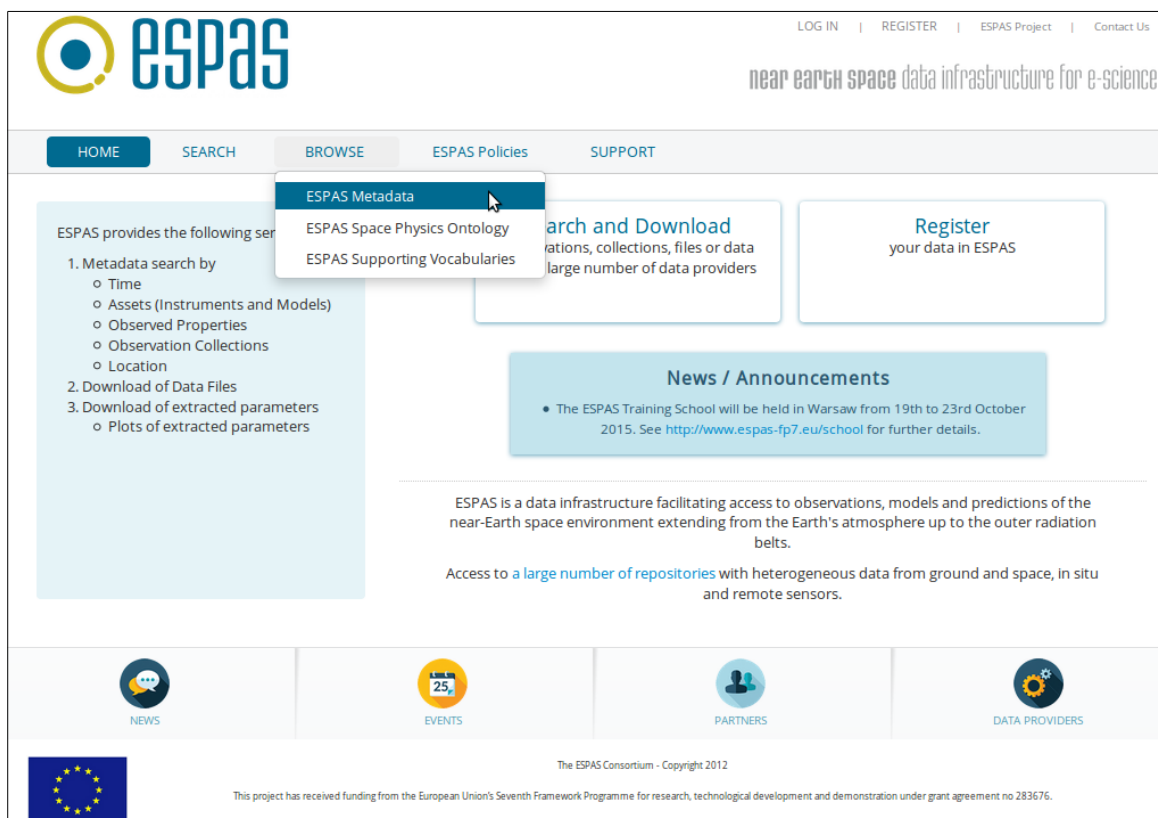 espas
LOG IN | REGISTER | ESPAS Project | Contact Us
near earth space data infrastructure for e-science
HOME SEARCH BROWSE ESPAS Policies SUPPORT
ESPAS Metadata
ESPAS Space Physics Ontology
ESPAS Supporting Vocabularies
ESPAS provides the following ser
1. Metadata search by
Time
Assets (Instruments and Models)
Observed Properties
Observation Collections
Location
2. Download of Data Files
3. Download of extracted parameters
Plots of extracted parameters
arch and Download
vations, collections, files or data
large number of data providers
Register
your data in ESPAS
News / Announcements
• The ESPAS Training School will be held in Warsaw from 19th to 23rd October
2015. See http://www.espas-fp7.eu/school for further details.
ESPAS is a data infrastructure facilitating access to observations, models and predictions of the
near-Earth space environment extending from the Earth's atmosphere up to the outer radiation
belts.
Access to a large number of repositories with heterogeneous data from ground and space, in situ
and remote sensors.
25
NEWS EVENTS PARTNERS DATA PROVIDERS
The ESPAS Consortium - Copyright 2012
This project has received funding from the European Union's Seventh Framework Programme for research, technological development and demonstration under grant agreement no 283676.